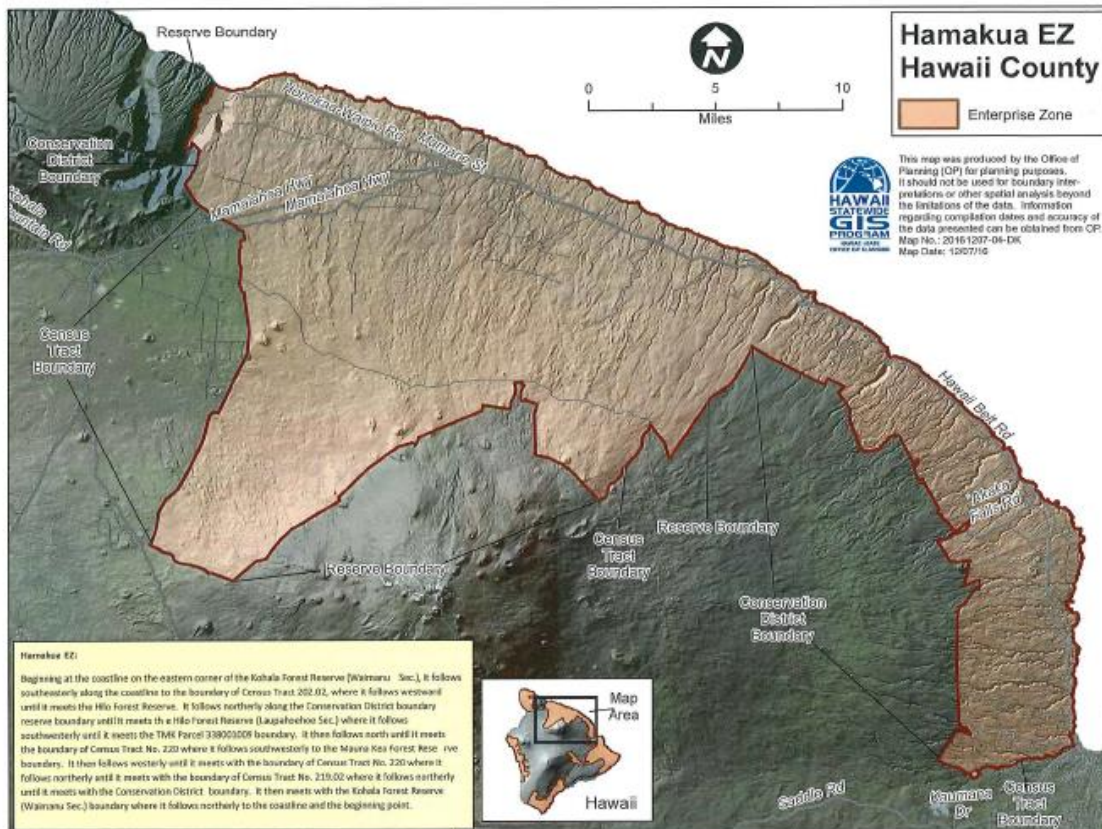 Reserve Boundary
Hamakua EZ
Hawaii County
Enterprise Zone
N
0 5 10
Miles
This map was produced by the Office of
Planning (OP) for planning purposes.
It should not be used for boundary inter-
pretations or other spatial analysis beyond
the limitations of the data. Information
regarding compilation dates and accuracy of
the data presented can be obtained from OP.
Map No.: 20161207-04-DK
Map Date: 12/07/16
HAWAII
STATEWIDE
GIS
PROGRAM
Honokaa-Waipio Rd
Mamane St
Conservation
District
Boundary
Mamalahoa Hwy
Mamalahoa Hwy
Kohala
Mountain Rd
Census
Tract
Boundary
Hawaii Belt Rd
Akaka
Falls Rd
Reserve Boundary
Census
Tract
Boundary
Reserve Boundary
Conservation
District
Boundary
Saddle Rd
Kaumana
Dr
Census
Tract
Boundary
Map
Area
Hawaii
Hamakua EZ:
Beginning at the coastline on the eastern corner of the Kohala Forest Reserve (Waimanu Sec.), it follows
southeasterly along the coastline to the boundary of Census Tract 202.02, where it follows westward
until it meets the Hilo Forest Reserve. It follows northerly along the Conservation District boundary
reserve boundary until it meets the Hilo Forest Reserve (Laupahoehoe Sec.) where it follows
southwesterly until it meets the TMK Parcel 338001009 boundary. It then follows north until it meets
the boundary of Census Tract No. 220 where it follows southwesterly to the Mauna Kea Forest Rese rve
boundary. It then follows westerly until it meets with the boundary of Census Tract No. 220 where it
follows northerly until it meets with the boundary of Census Tract No. 219.02 where it follows northerly
until it meets with the Conservation District boundary. It then meets with the Kohala Forest Reserve
(Waimanu Sec.) boundary where it follows northerly to the coastline and the beginning point.